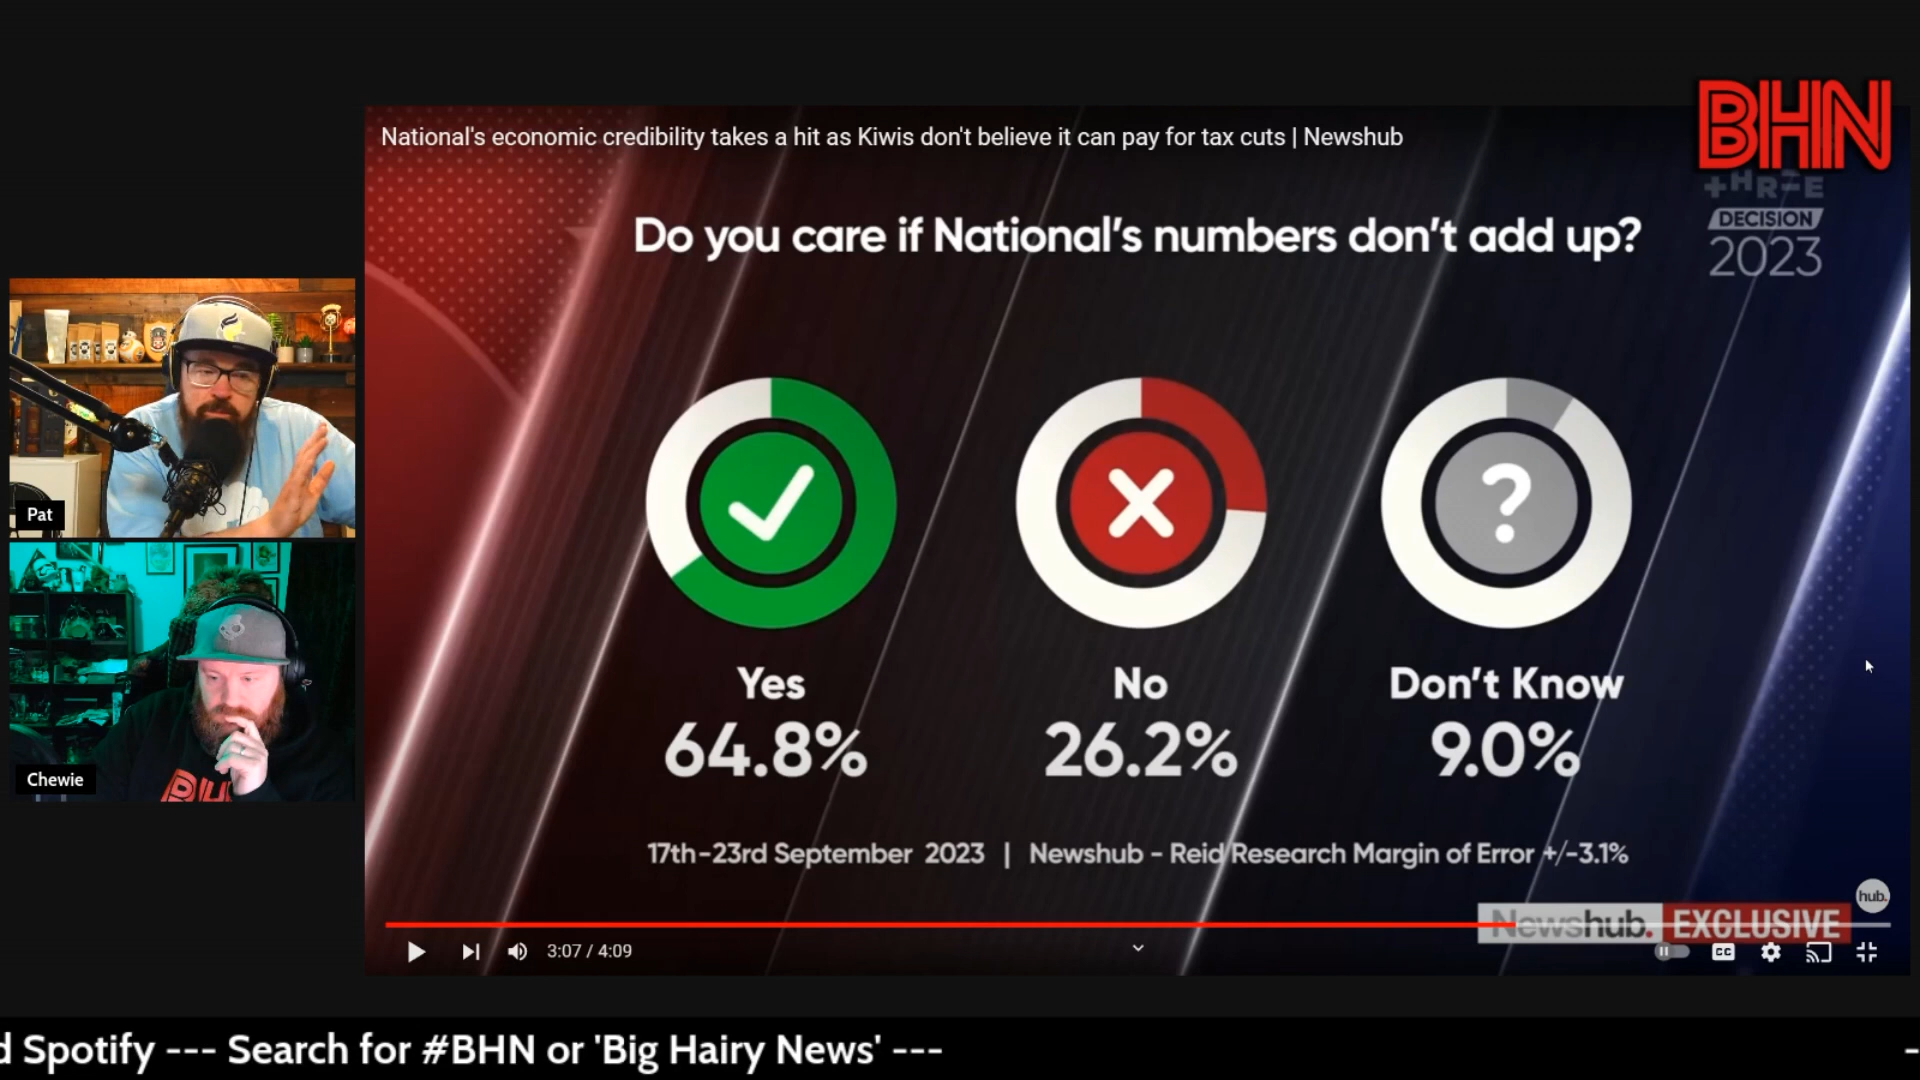 BHN
National's economic credibility takes a hit as Kiwis don't believe it can pay for tax cuts | Newshub
+HR=E
DECISION
2023
Do you care if National's numbers don't add up?
Pat
Chewie
Yes
64.8%
No
26.2%
?
Don't Know
9.0%
17th-23rd September 2023 | Newshub - Reid Research Margin of Error +/-3.1%
hub.
Newshub. EXCLUSIVE
3:07 / 4:09
CC
d Spotify --- Search for #BHN or 'Big Hairy News' --- -